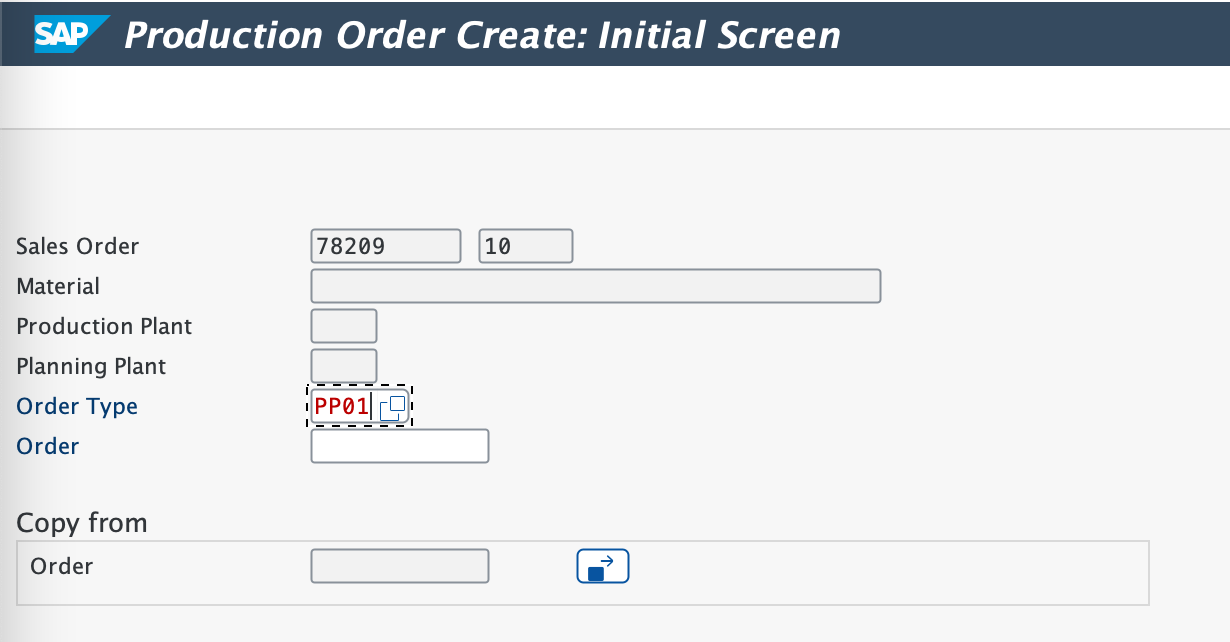 SAP Production Order Create: Initial Screen
Sales Order 78209 10
Material
Production Plant
Planning Plant
Order Type PP01
Order
Copy from
Order